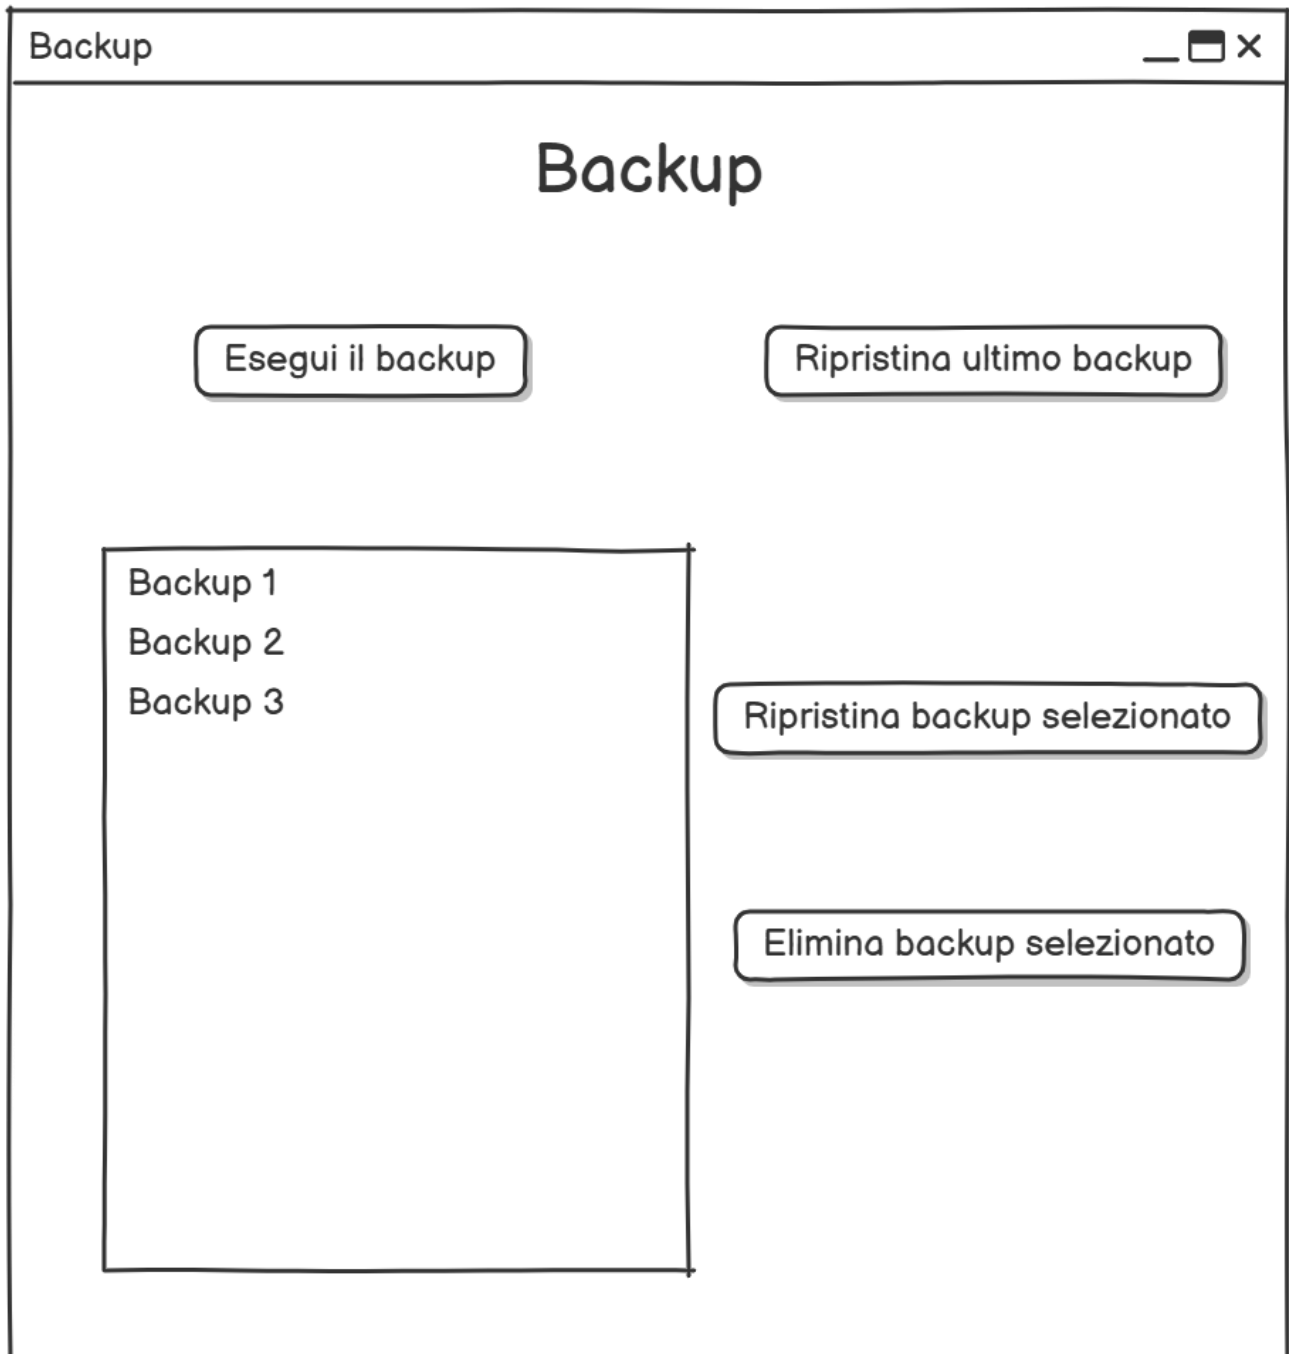 Backup
Backup
Esegui il backup
Ripristina ultimo backup
Backup 1
Backup 2
Backup 3
Ripristina backup selezionato
Elimina backup selezionato